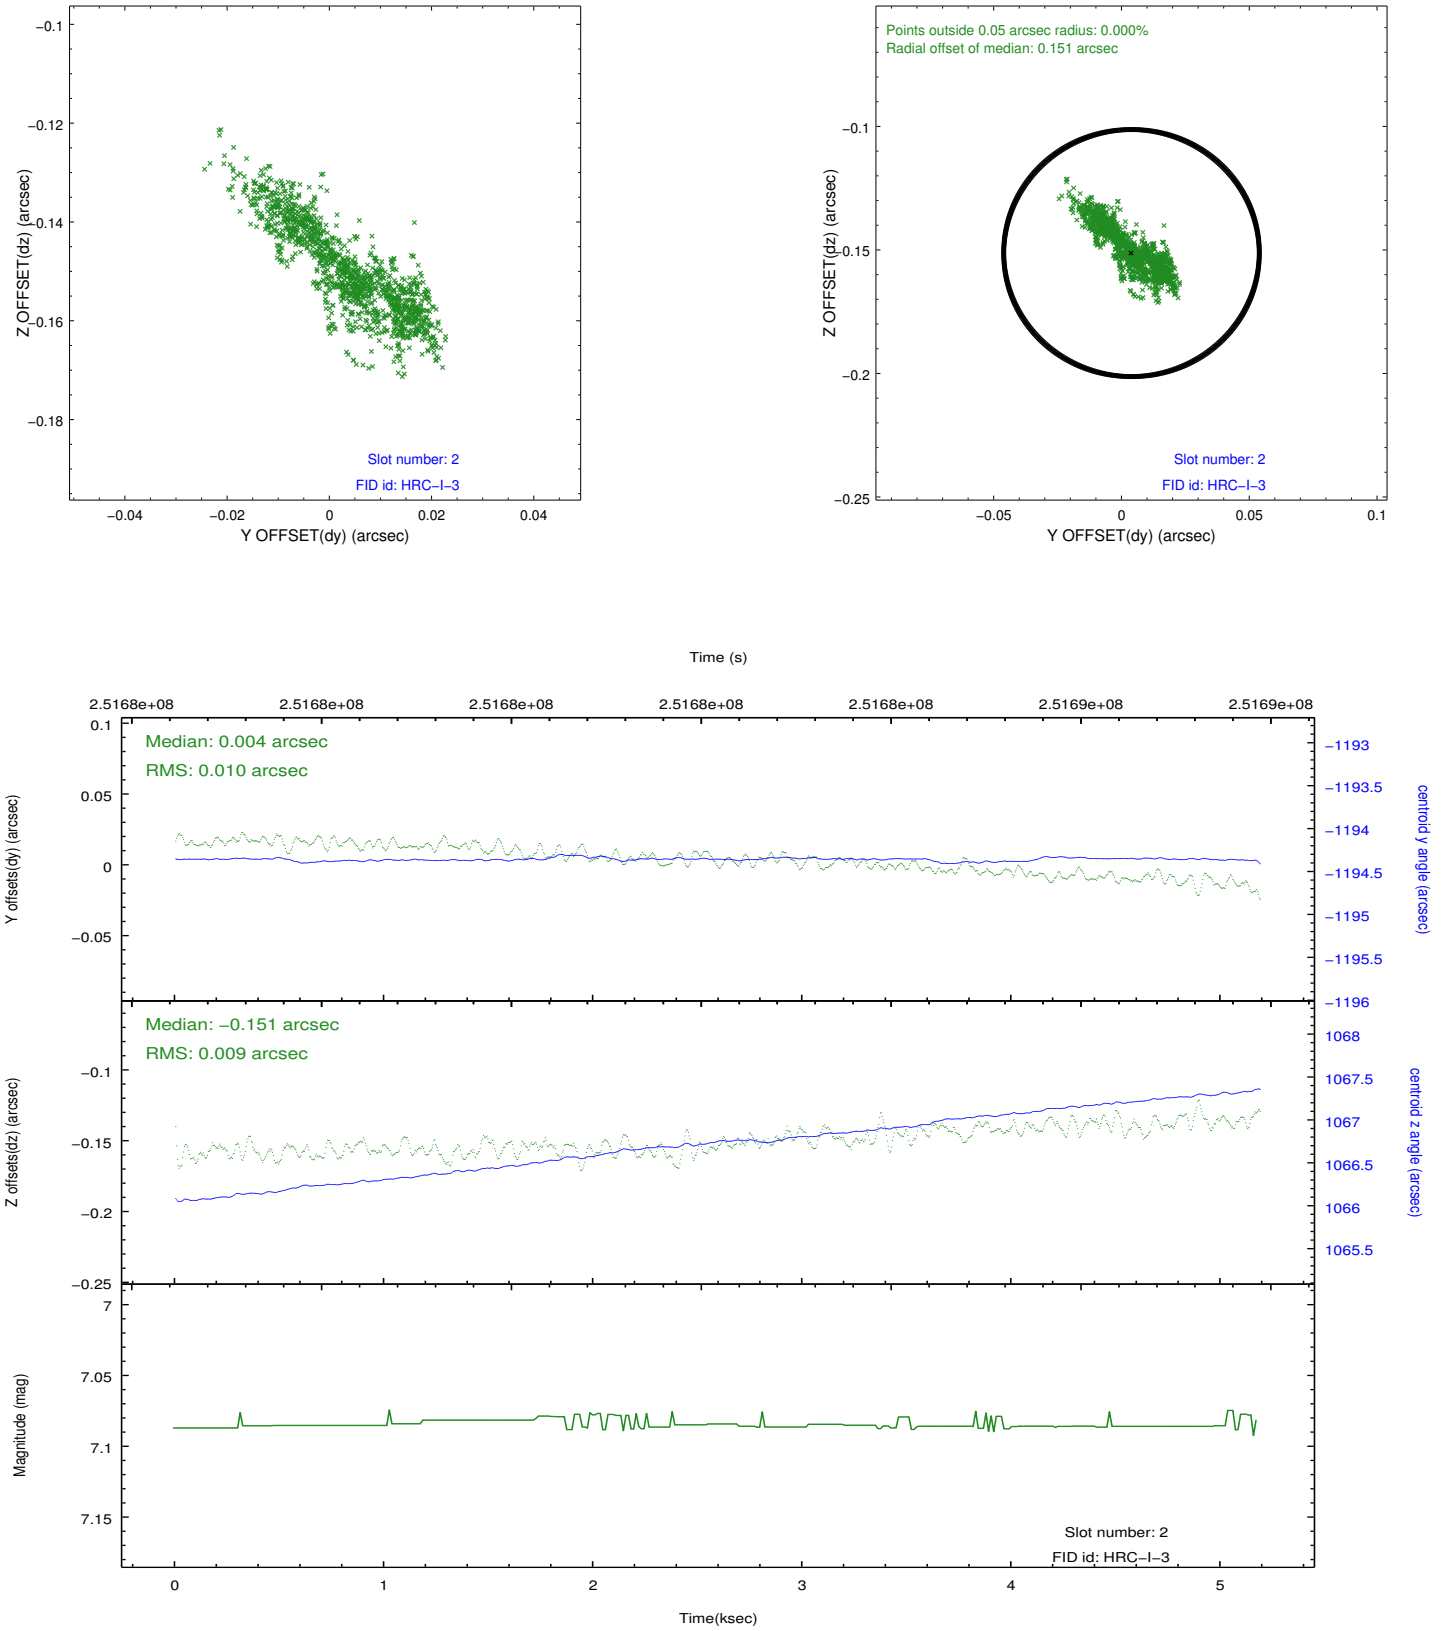 −0.1
−0.12
−0.14
−0.16
−0.18
Z OFFSET(dz) (arcsec)
−0.04
−0.02
0
0.02
0.04
Y OFFSET(dy) (arcsec)
Slot number: 2
FID id: HRC−I−3
Points outside 0.05 arcsec radius: 0.000%
Radial offset of median: 0.151 arcsec
−0.1
−0.15
−0.2
−0.25
Z OFFSET(dz) (arcsec)
−0.05
0
0.05
0.1
Y OFFSET(dy) (arcsec)
Slot number: 2
FID id: HRC−I−3
Time (s)
2.5168e+08
2.5168e+08
2.5168e+08
2.5168e+08
2.5168e+08
2.5169e+08
2.5169e+08
Median: 0.004 arcsec
RMS: 0.010 arcsec
0.1
0.05
0
−0.05
Y offsets(dy) (arcsec)
−1193
−1193.5
−1194
−1194.5
−1195
−1195.5
−1196
centroid y angle (arcsec)
Median: −0.151 arcsec
RMS: 0.009 arcsec
−0.1
−0.15
−0.2
−0.25
Z offsets(dz) (arcsec)
1068
1067.5
1067
1066.5
1066
1065.5
centroid z angle (arcsec)
7
7.05
7.1
7.15
Magnitude (mag)
Slot number: 2
FID id: HRC−I−3
0
1
2
3
4
5
Time(ksec)